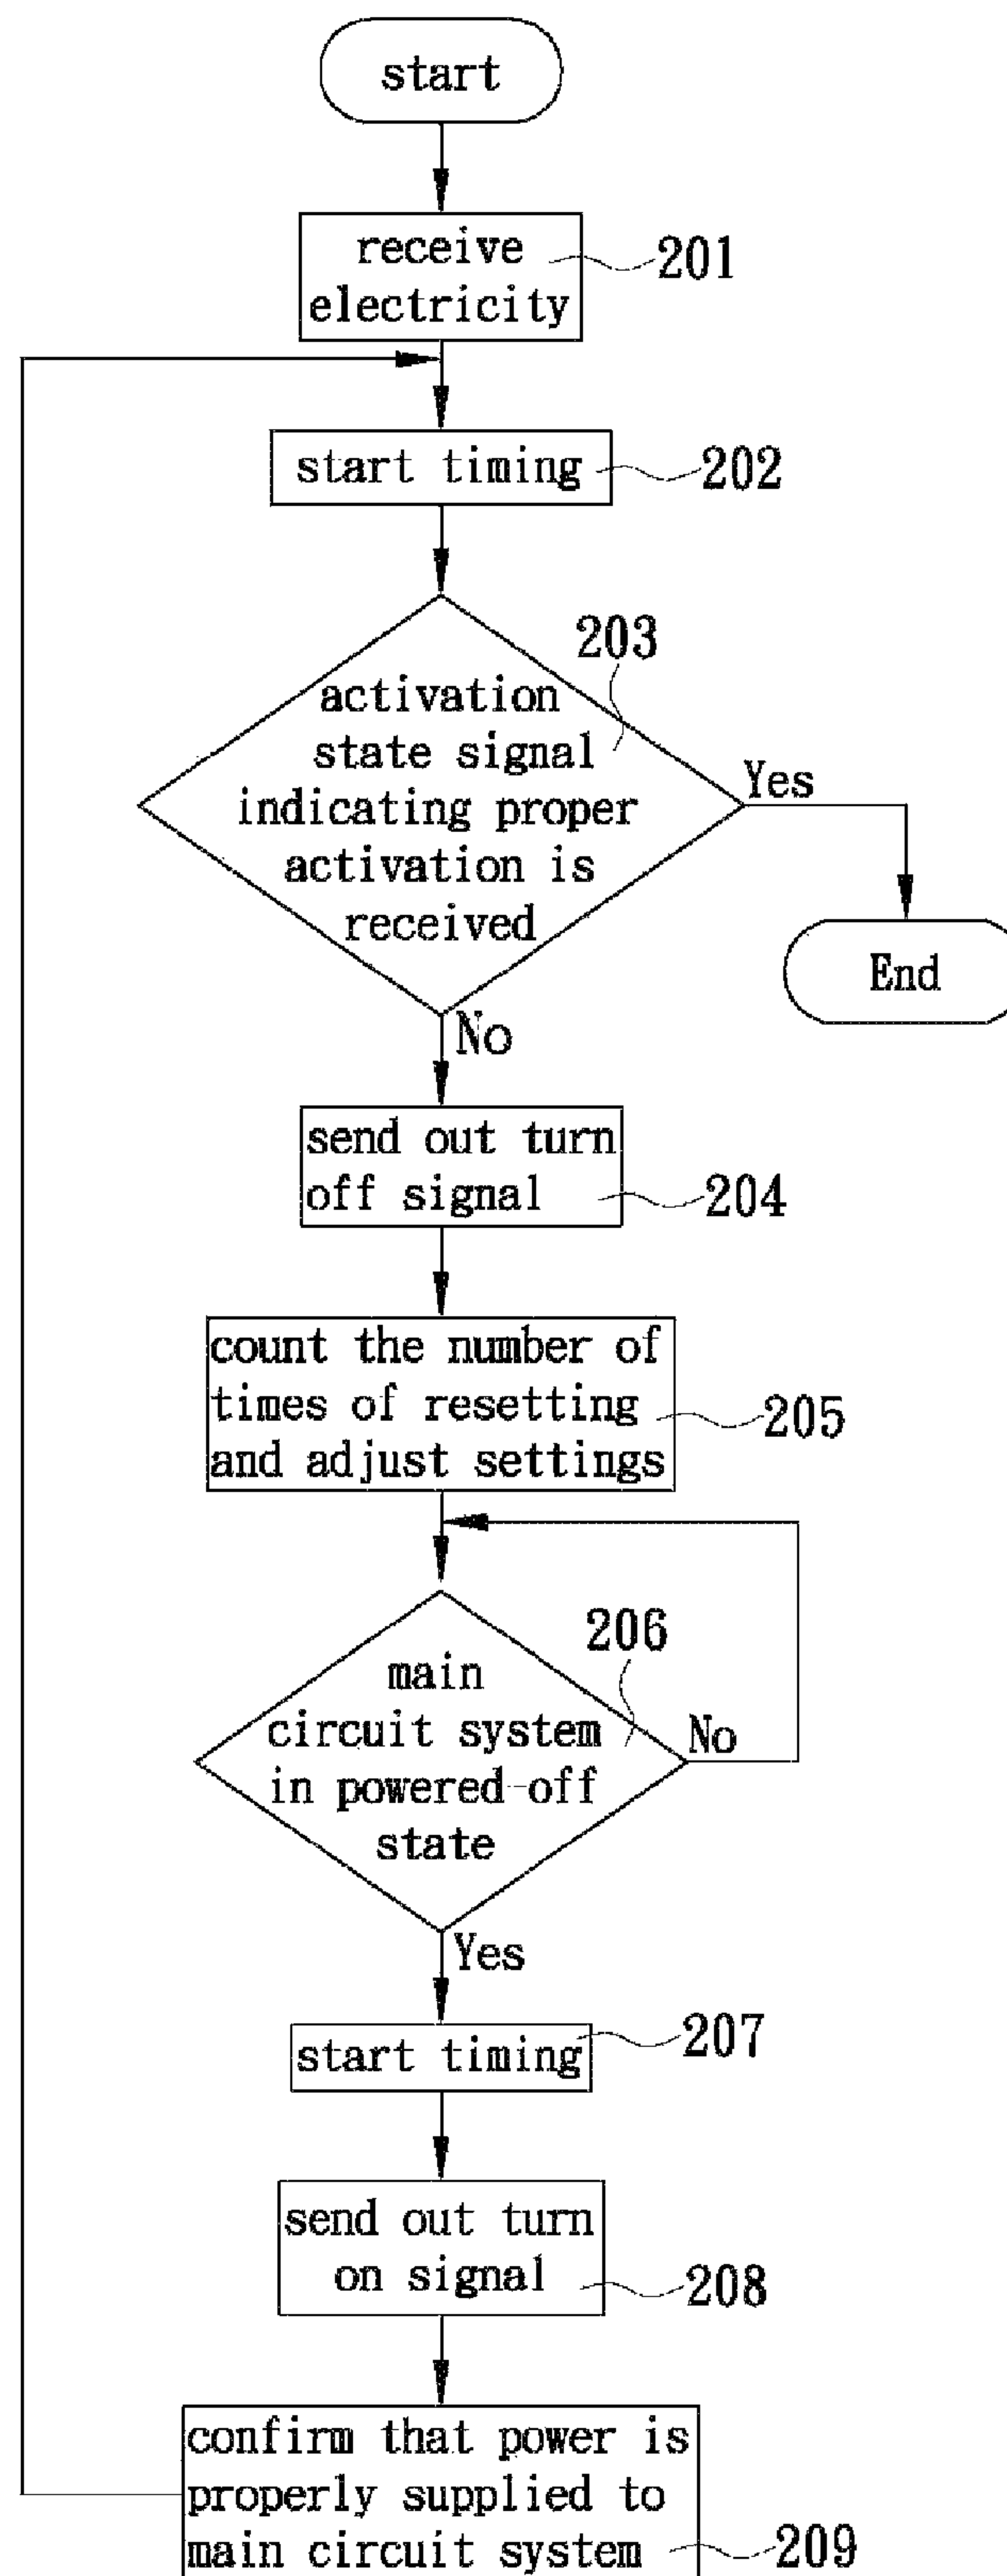 start
receive
electricity
201
start timing
202
203
activation
state signal
indicating proper
activation is
received
Yes
End
No
send out turn
off signal
204
count the number of
times of resetting
and adjust settings
205
206
main
circuit system
in powered-off
state
No
Yes
start timing
207
send out turn
on signal
208
confirm that power is
properly supplied to
main circuit system
209